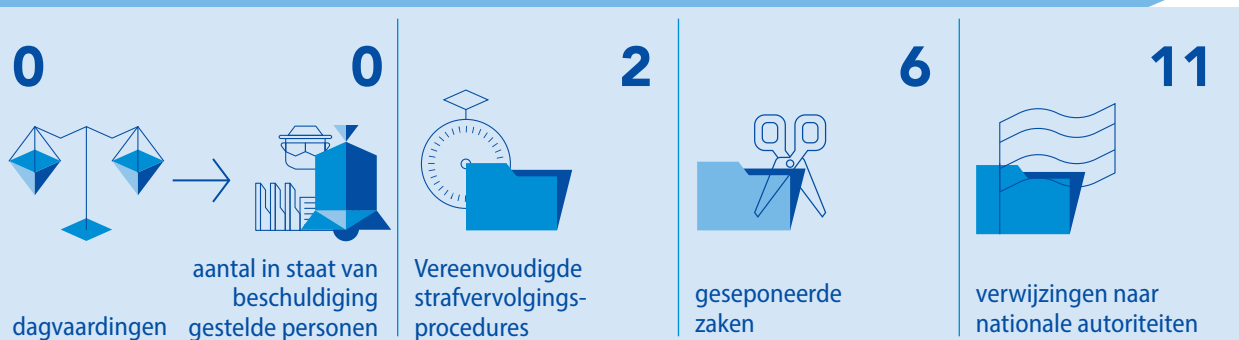 0
dagvaardingen
0
aantal in staat van
beschuldiging
gestelde personen
2
Vereenvoudigde
strafvervolgings-
procedures
6
geseponeerde
zaken
11
verwijzingen naar
nationale autoriteiten